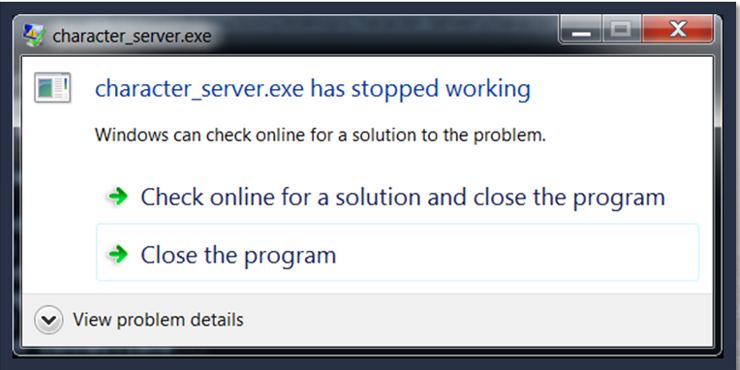 character_server.exe
character_server.exe has stopped working
Windows can check online for a solution to the problem.
Check online for a solution and close the program
Close the program
View problem details